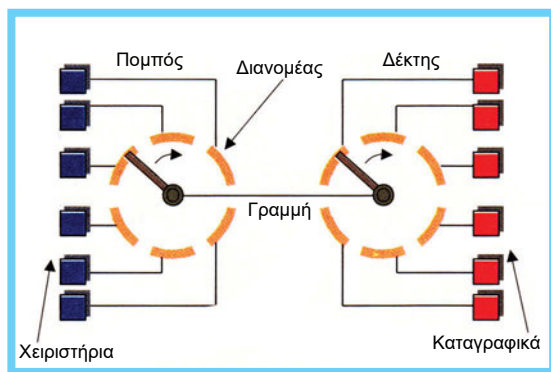 Πομπός
Διανομέας
Δέκτης
Γραμμή
Χειριστήρια
Καταγραφικά